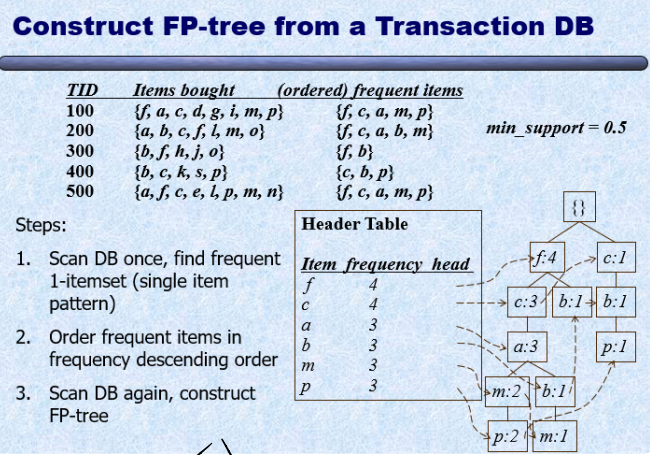 Construct FP-tree from a Transaction DB
TID Items bought (ordered) frequent items
100 {f, a, c, d, g, i, m, p} {f, c, a, m, p}
200 {a, b, c, f, l, m, o} {f, c, a, b, m}
300 {b, f, h, j, o} {f, b}
400 {b, c, k, s, p} {c, b, p}
500 {a, f, c, e, l, p, m, n} {f, c, a, m, p}
min_support = 0.5
Steps:
1. Scan DB once, find frequent
1-itemset (single item
pattern)
2. Order frequent items in
frequency descending order
3. Scan DB again, construct
FP-tree
Header Table
Item frequency head
f 4
c 4
a 3
b 3
m 3
p 3
{}
f:4 c:1
c:3 b:1 b:1
a:3 p:1
m:2 b:1
p:2 m:1